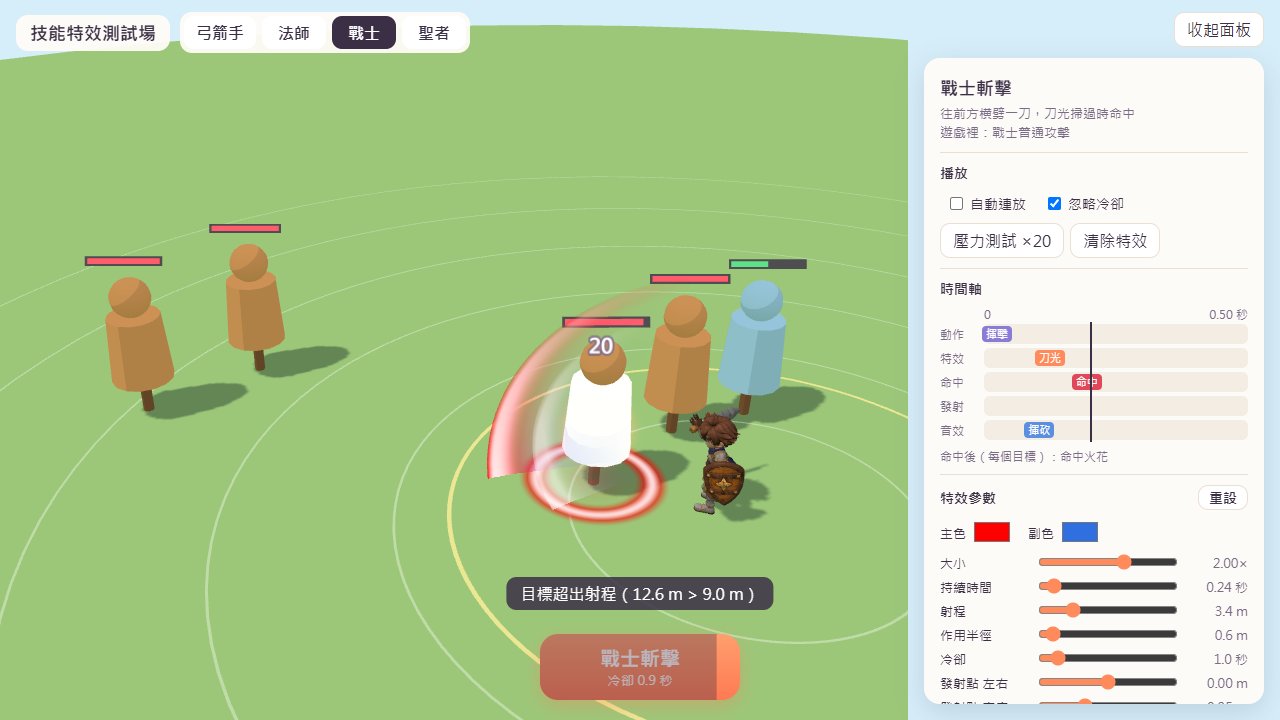 技能特效測試場
弓箭手
法師
戰士
聖者
收起面板
戰士斬擊
往前方橫劈一刀，刀光掃過時命中
遊戲裡：戰士普通攻擊
播放
自動連放
忽略冷卻
壓力測試 ×20
清除特效
時間軸
0
0.50 秒
動作
揮擊
特效
刀光
命中
命中
發射
音效
揮砍
命中後（每個目標）：命中火花
特效參數
重設
主色
副色
大小
2.00×
持續時間
0.24 秒
射程
3.4 m
作用半徑
0.6 m
冷卻
1.0 秒
發射點 左右
0.00 m
20
目標超出射程（12.6 m > 9.0 m）
戰士斬擊
冷卻 0.9 秒